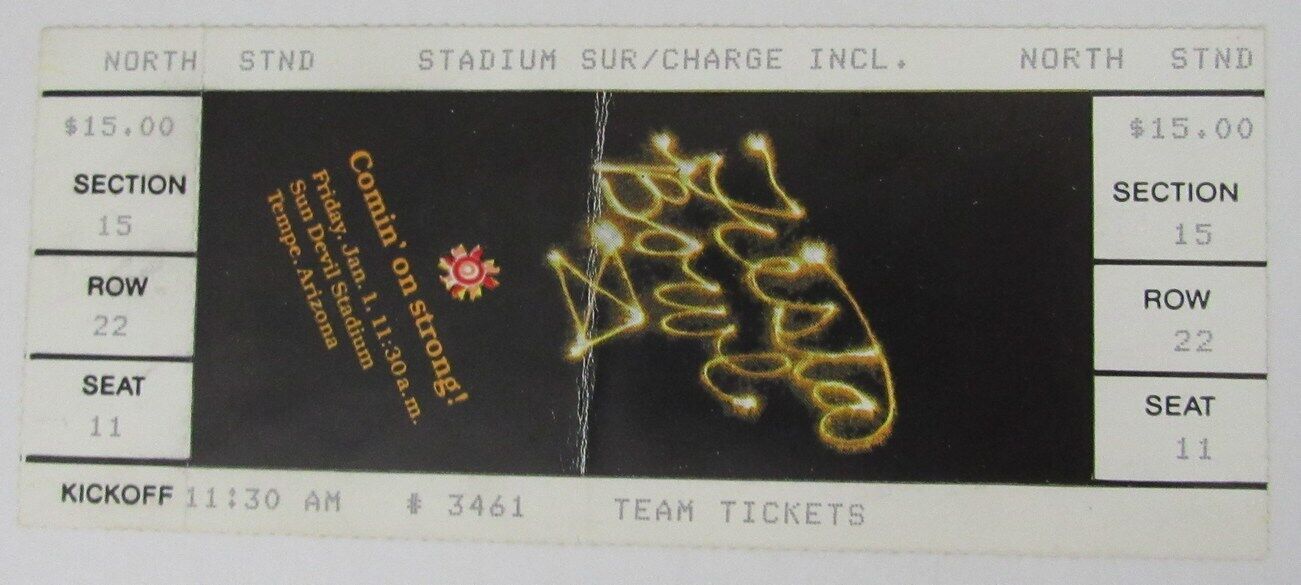 NORTH STND STADIUM SUR/CHARGE INCL. NORTH STND
$15.00
SECTION
15
ROW
22
SEAT
11
Comin' on strong!
Friday, Jan. 1, 11:30 a.m.
Sun Devil Stadium
Tempe, Arizona
Fiesta Bowl
$15.00
SECTION
15
ROW
22
SEAT
11
KICKOFF 11:30 AM # 3461 TEAM TICKETS